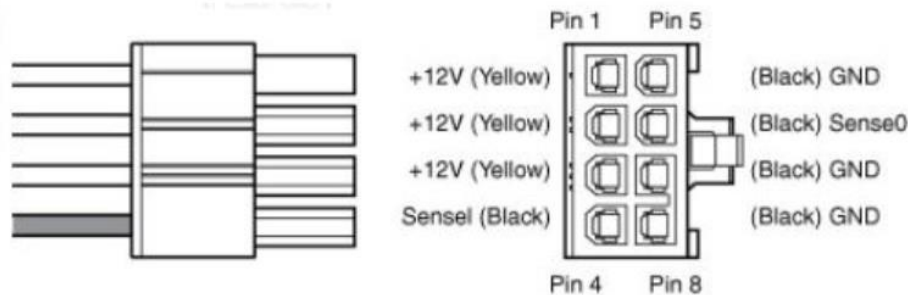 Pin 1 Pin 5
+12V (Yellow) (Black) GND
+12V (Yellow) (Black) Sense0
+12V (Yellow) (Black) GND
Sensel (Black) (Black) GND
Pin 4 Pin 8